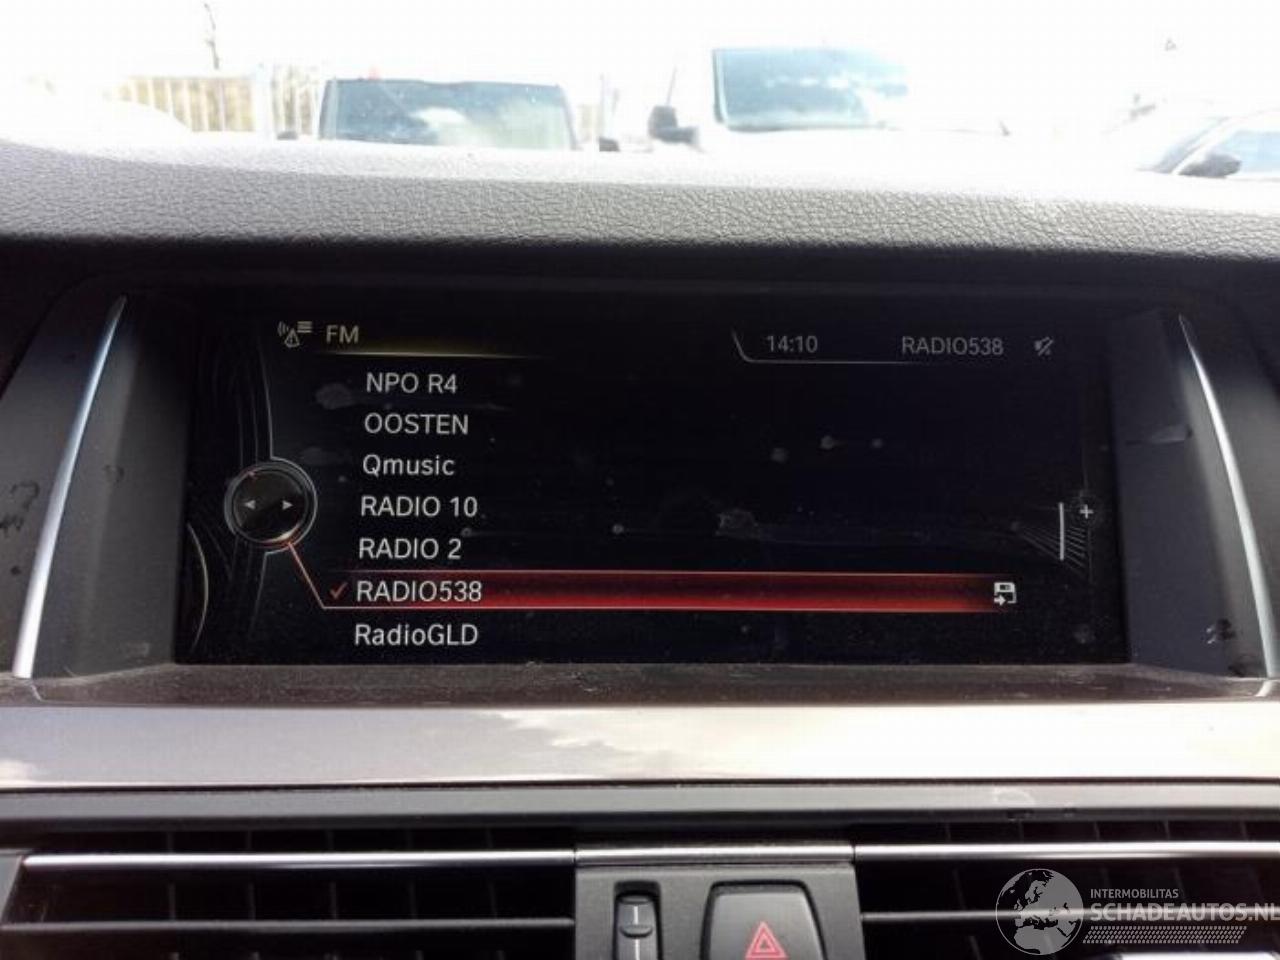 FM
14:10 RADIO538
NPO R4
OOSTEN
Qmusic
RADIO 10
RADIO 2
RADIO538
RadioGLD
INTERMOBILITAS
SCHADEAUTOS.NL